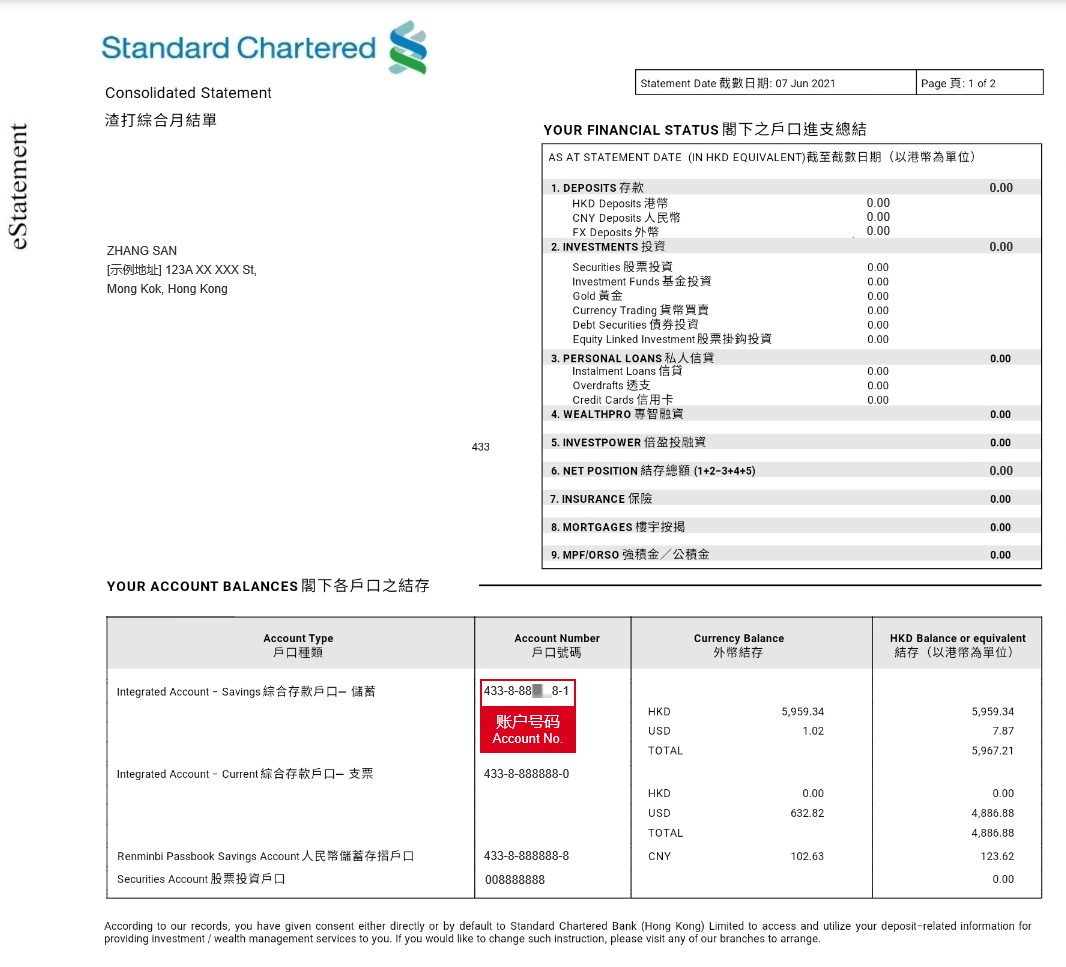 Standard Chartered
Statement Date 截數日期: 07 Jun 2021 Page 頁: 1 of 2
Consolidated Statement
渣打綜合月結單
eStatement
YOUR FINANCIAL STATUS 閣下之戶口進支總結
AS AT STATEMENT DATE (IN HKD EQUIVALENT)截至截數日期（以港幣為單位）
1. DEPOSITS 存款 0.00
HKD Deposits 港幣 0.00
CNY Deposits 人民幣 0.00
FX Deposits 外幣 0.00
2. INVESTMENTS 投資 0.00
Securities 股票投資 0.00
Investment Funds 基金投資 0.00
Gold 黃金 0.00
Currency Trading 貨幣買賣 0.00
Debt Securities 債券投資 0.00
Equity Linked Investment 股票掛鈎投資 0.00
3. PERSONAL LOANS 私人信貸 0.00
Instalment Loans 信貸 0.00
Overdrafts 透支 0.00
Credit Cards 信用卡 0.00
4. WEALTHPRO 專智融資 0.00
5. INVESTPOWER 倍盈投融資 0.00
6. NET POSITION 結存總額 (1+2-3+4+5) 0.00
7. INSURANCE 保險 0.00
8. MORTGAGES 樓宇按揭 0.00
9. MPF/ORSO 強積金／公積金 0.00
ZHANG SAN
[示例地址] 123A XX XXX St,
Mong Kok, Hong Kong
433
YOUR ACCOUNT BALANCES 閣下各戶口之結存
Account Type Account Number Currency Balance HKD Balance or equivalent
戶口種類 戶口號碼 外幣結存 結存（以港幣為單位）
Integrated Account - Savings 綜合存款戶口— 儲蓄 433-8-88 8-1
账户号码
Account No.
HKD 5,959.34 5,959.34
USD 1.02 7.87
TOTAL 5,967.21
Integrated Account - Current 綜合存款戶口— 支票 433-8-888888-0
HKD 0.00 0.00
USD 632.82 4,886.88
TOTAL 4,886.88
Renminbi Passbook Savings Account 人民幣儲蓄存摺戶口 433-8-888888-8 CNY 102.63 123.62
Securities Account 股票投資戶口 008888888 0.00
According to our records, you have given consent either directly or by default to Standard Chartered Bank (Hong Kong) Limited to access and utilize your deposit-related information for
providing investment / wealth management services to you. If you would like to change such instruction, please visit any of our branches to arrange.